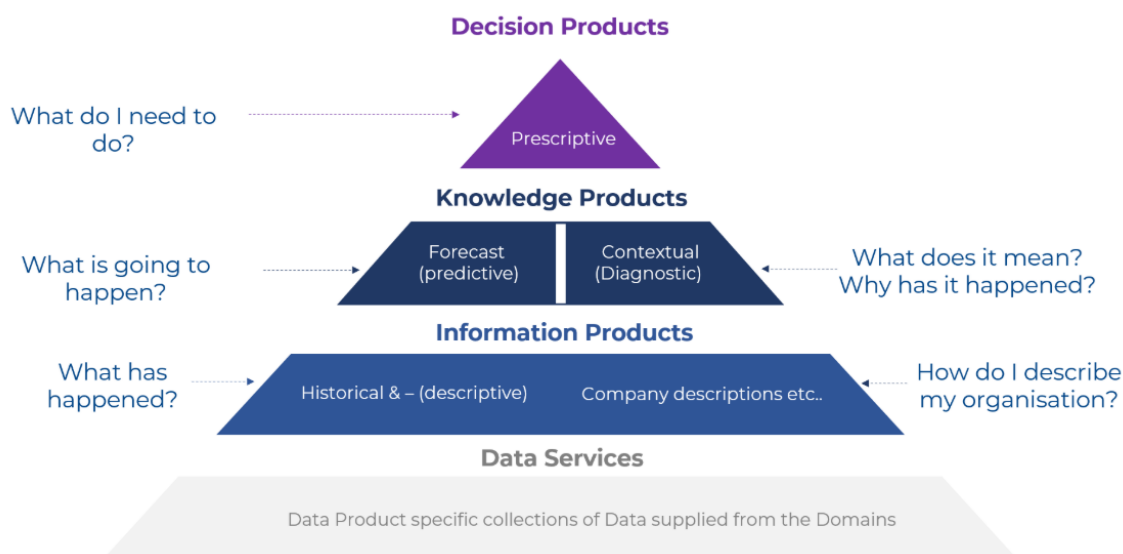 Decision Products
What do I need to
do?
Prescriptive
Knowledge Products
What is going to
happen?
Forecast
(predictive)
Contextual
(Diagnostic)
What does it mean?
Why has it happened?
Information Products
What has
happened?
Historical & – (descriptive)
Company descriptions etc..
How do I describe
my organisation?
Data Services
Data Product specific collections of Data supplied from the Domains